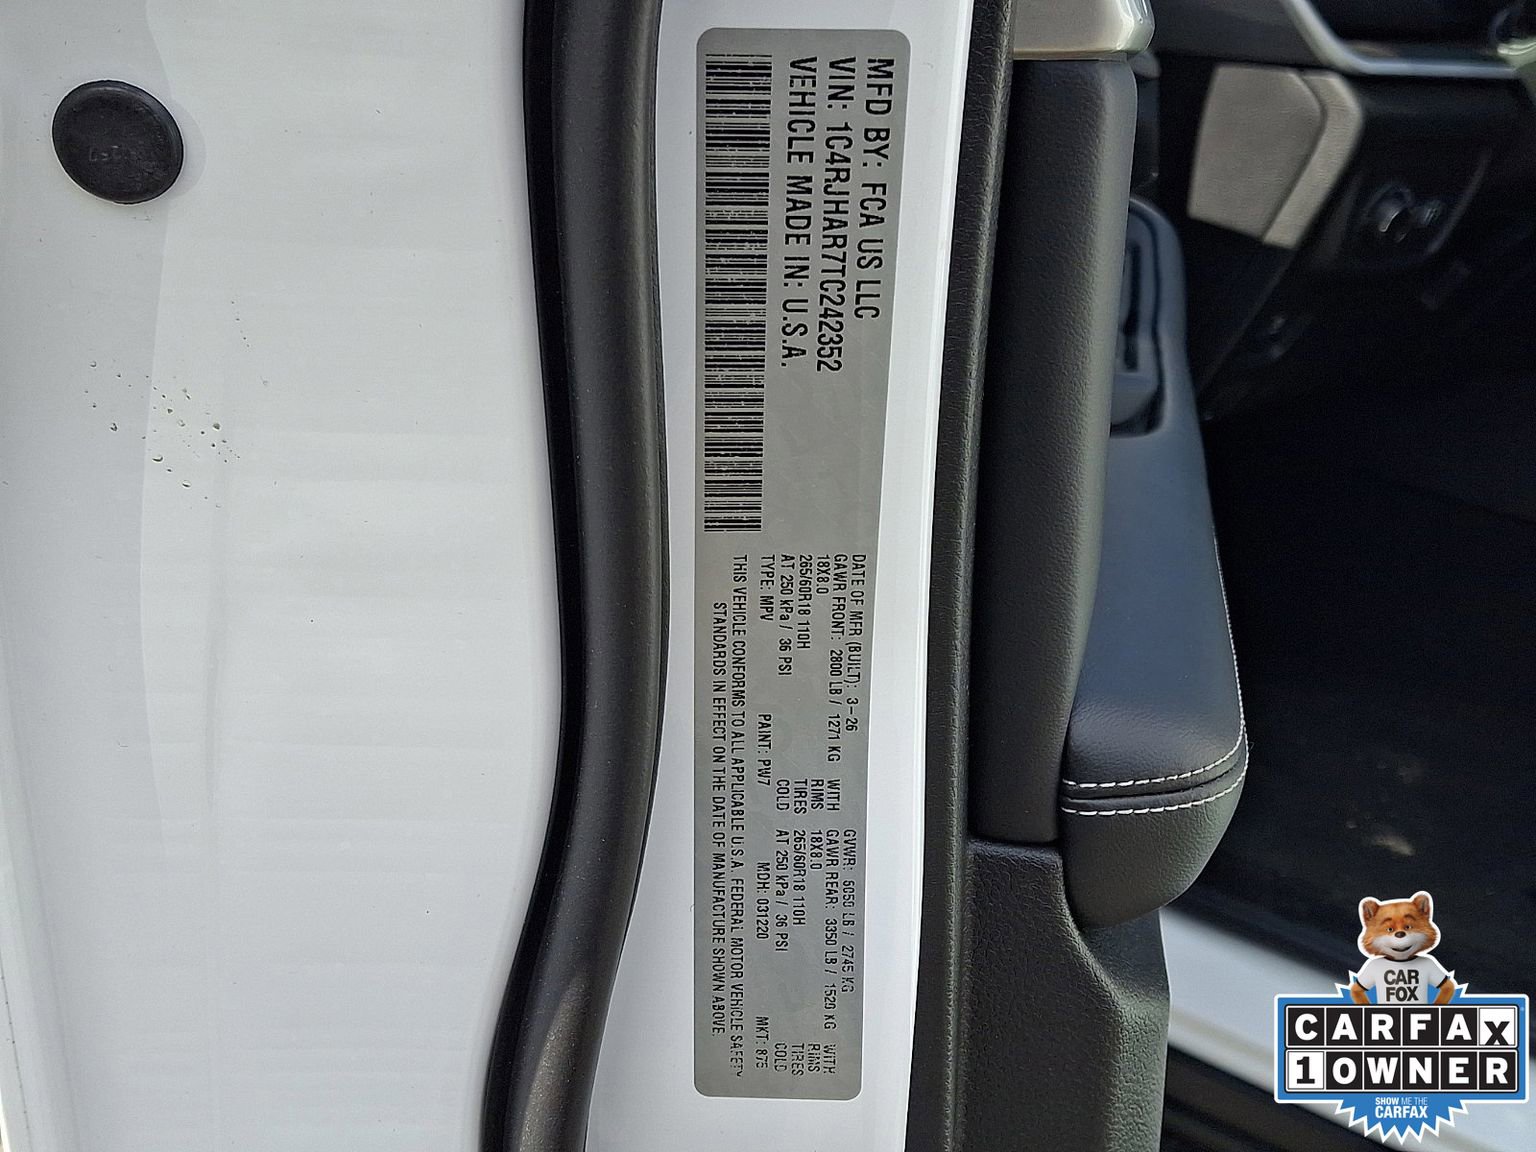 MFD BY: FCA US LLC
VIN: 1C4RJHAR7TC242352
VEHICLE MADE IN: U.S.A.
DATE OF MFR (BUILT): 3-26
GVWR: 6050 LB / 2745 KG
GAWR FRONT: 2800 LB / 1271 KG WITH
GAWR REAR: 3350 LB / 1520 KG WITH
18X8.0 RIMS
18X8.0 RIMS
265/60R18 110H TIRES
265/60R18 110H TIRES
AT 250 kPa / 36 PSI COLD
AT 250 kPa / 36 PSI COLD
TYPE: MPV PAINT: PW7 MDH: 031220 MKT: 875
THIS VEHICLE CONFORMS TO ALL APPLICABLE U.S.A. FEDERAL MOTOR VEHICLE SAFETY
STANDARDS IN EFFECT ON THE DATE OF MANUFACTURE SHOWN ABOVE.
CAR
FOX
CARFAX
1 OWNER
SHOW ME THE
CARFAX